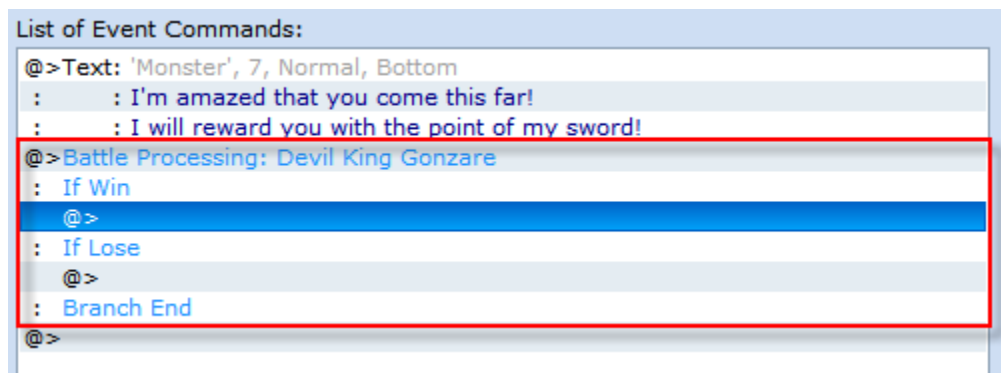 List of Event Commands:
@>Text: 'Monster', 7, Normal, Bottom
: : I'm amazed that you come this far!
: : I will reward you with the point of my sword!
@>Battle Processing: Devil King Gonzare
: If Win
@>
: If Lose
@>
: Branch End
@>